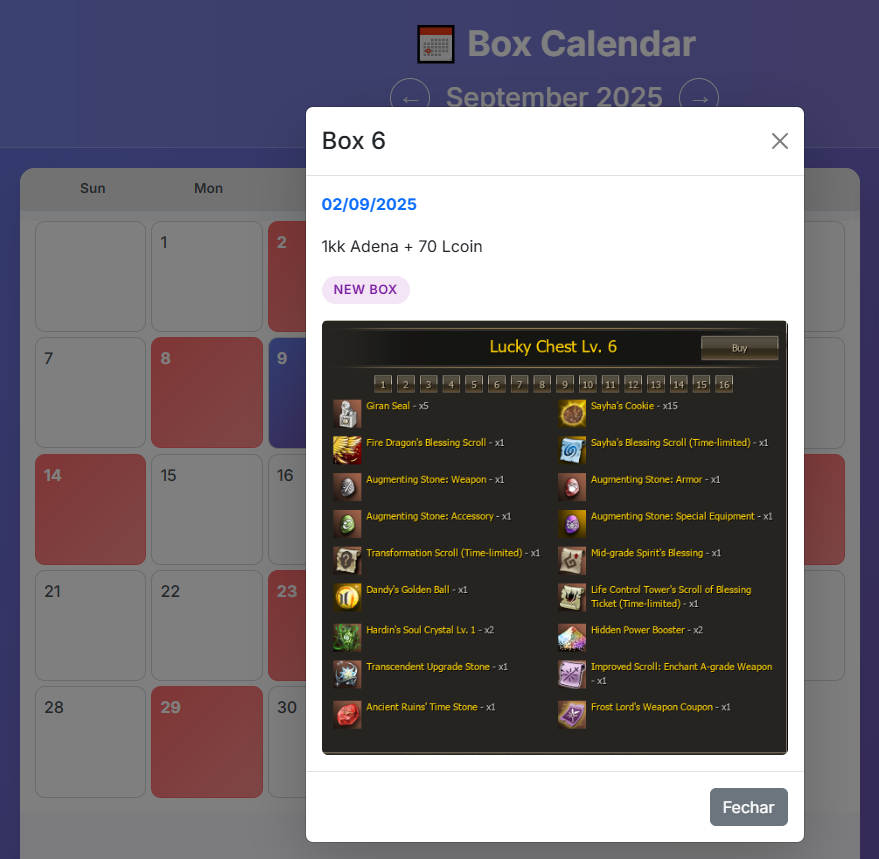 Box Calendar
← September 2025 →
Box 6
Sun Mon
02/09/2025
1kk Adena + 70 Lcoin
NEW BOX
1 2
7 8 9
14 15 16
21 22 23
28 29 30
Lucky Chest Lv. 6 Buy
1 2 3 4 5 6 7 8 9 10 11 12 13 14 15 16
Giran Seal - x5 Sayha's Cookie - x15
Fire Dragon's Blessing Scroll - x1 Sayha's Blessing Scroll (Time-limited) - x1
Augmenting Stone: Weapon - x1 Augmenting Stone: Armor - x1
Augmenting Stone: Accessory - x1 Augmenting Stone: Special Equipment - x1
Transformation Scroll (Time-limited) - x1 Mid-grade Spirit's Blessing - x1
Dandy's Golden Ball - x1 Life Control Tower's Scroll of Blessing
Ticket (Time-limited) - x1
Hardin's Soul Crystal Lv. 1 - x2 Hidden Power Booster - x2
Transcendent Upgrade Stone - x1 Improved Scroll: Enchant A-grade Weapon
- x1
Ancient Ruins' Time Stone - x1 Frost Lord's Weapon Coupon - x1
Fechar